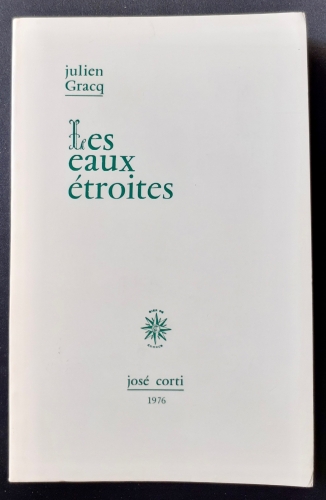 julien
Gracq
Les
eaux
étroites
josé corti
1976